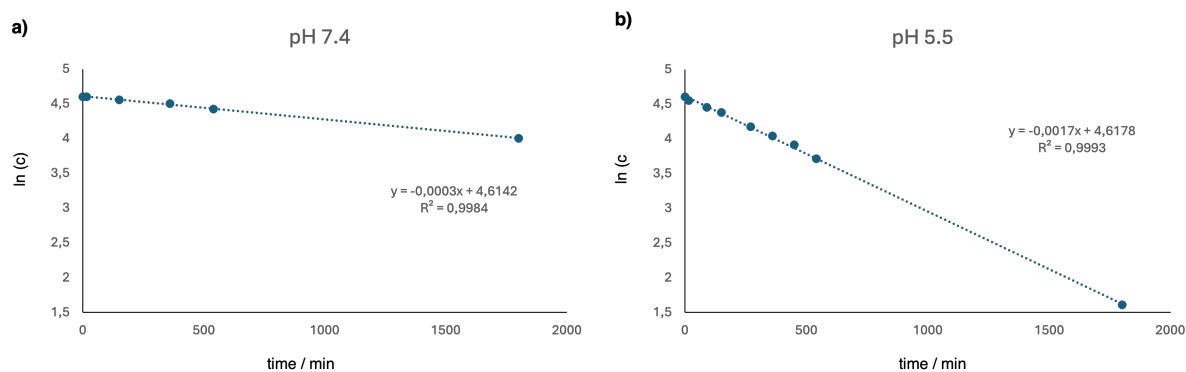 a)
pH 7.4
5
4,5
4
3,5
3
2,5
2
1,5
ln (c)
y = -0,0003x + 4,6142
R² = 0,9984
0 500 1000 1500 2000
time / min
b)
pH 5.5
5
4,5
4
3,5
3
2,5
2
1,5
ln (c
y = -0,0017x + 4,6178
R² = 0,9993
0 500 1000 1500 2000
time / min